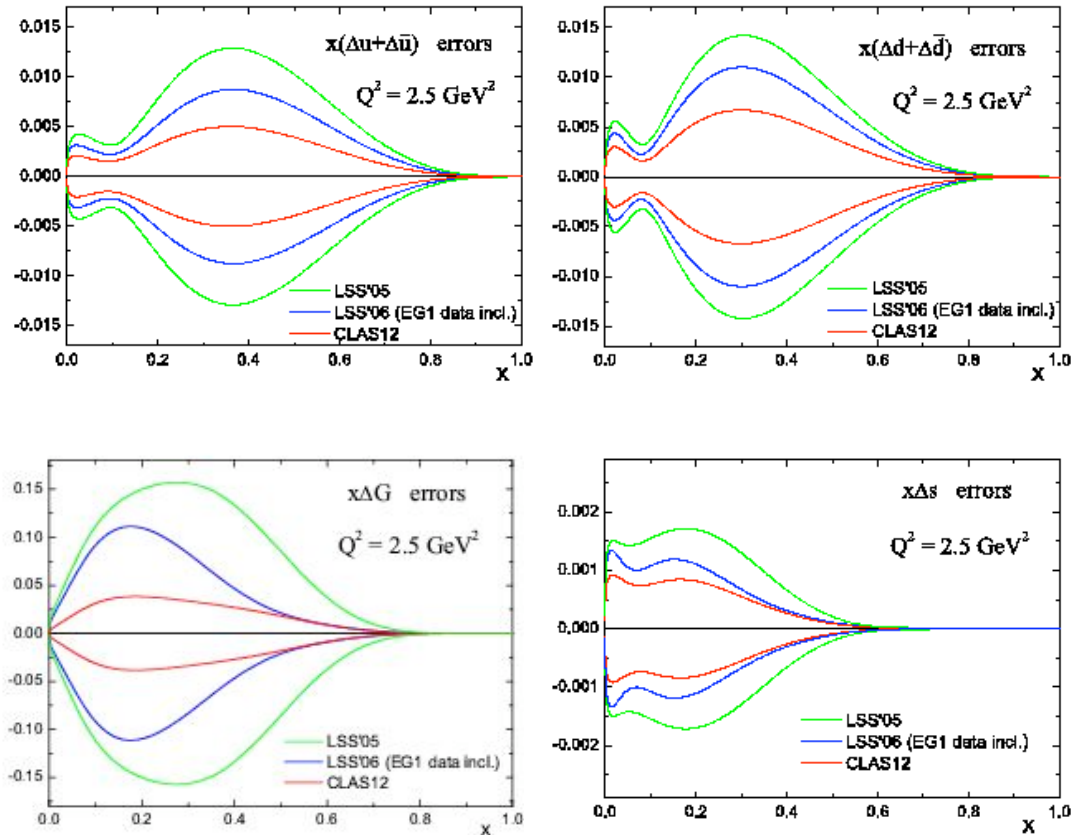 x(Δu+Δū) errors
Q² = 2.5 GeV²
0.015
0.010
0.005
0.000
-0.005
-0.010
-0.015
LSS'05
LSS'06 (EG1 data incl.)
CLAS12
0.0 0.2 0.4 0.6 0.8 1.0
X
x(Δd+Δd̄) errors
Q² = 2.5 GeV²
0.015
0.010
0.005
0.000
-0.005
-0.010
-0.015
LSS'05
LSS'06 (EG1 data incl.)
CLAS12
0.0 0.2 0.4 0.6 0.8 1.0
X
xΔG errors
Q² = 2.5 GeV²
0.15
0.10
0.05
0.00
-0.05
-0.10
-0.15
LSS'05
LSS'06 (EG1 data incl.)
CLAS12
0.0 0.2 0.4 0.6 0.8 1.0
X
xΔs errors
Q² = 2.5 GeV²
0.002
0.001
0.000
-0.001
-0.002
LSS'05
LSS'06 (EG1 data incl.)
CLAS12
0.0 0.2 0.4 0.6 0.8 1.0
X